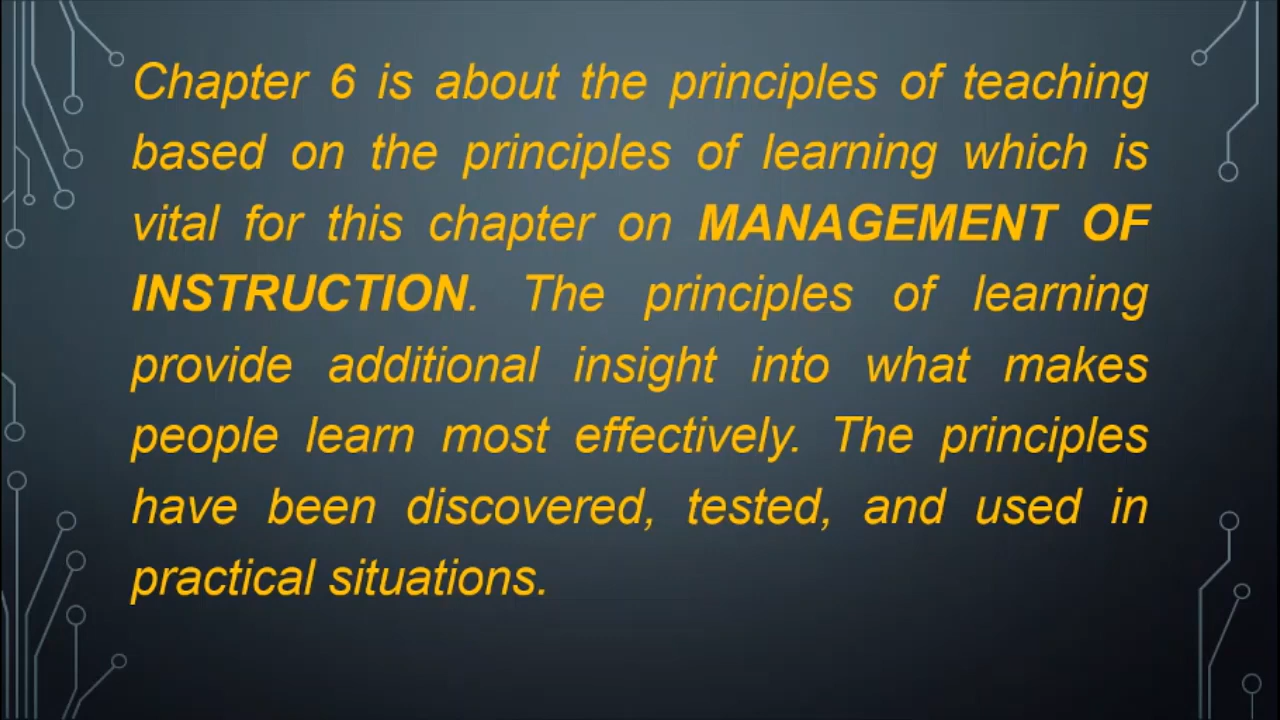 Chapter 6 is about the principles of teaching
based on the principles of learning which is
vital for this chapter on MANAGEMENT OF
INSTRUCTION. The principles of learning
provide additional insight into what makes
people learn most effectively. The principles
have been discovered, tested, and used in
practical situations.